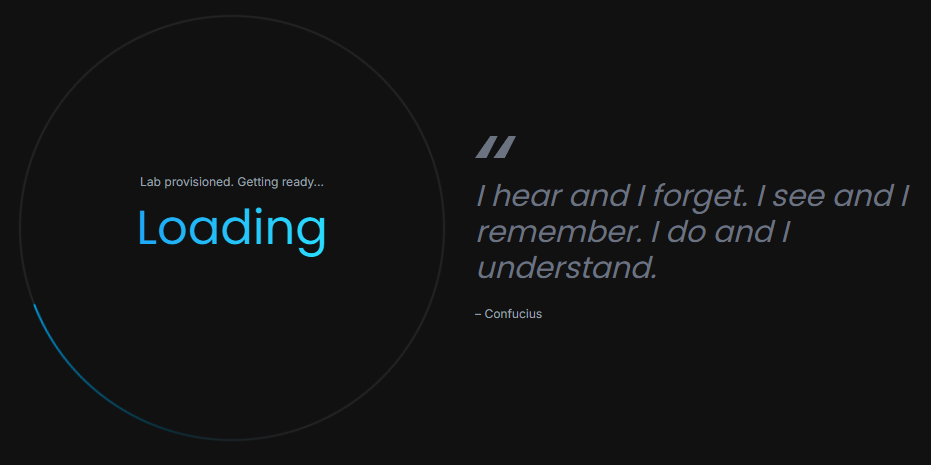 Lab provisioned. Getting ready...
Loading
I hear and I forget. I see and I
remember. I do and I
understand.
– Confucius